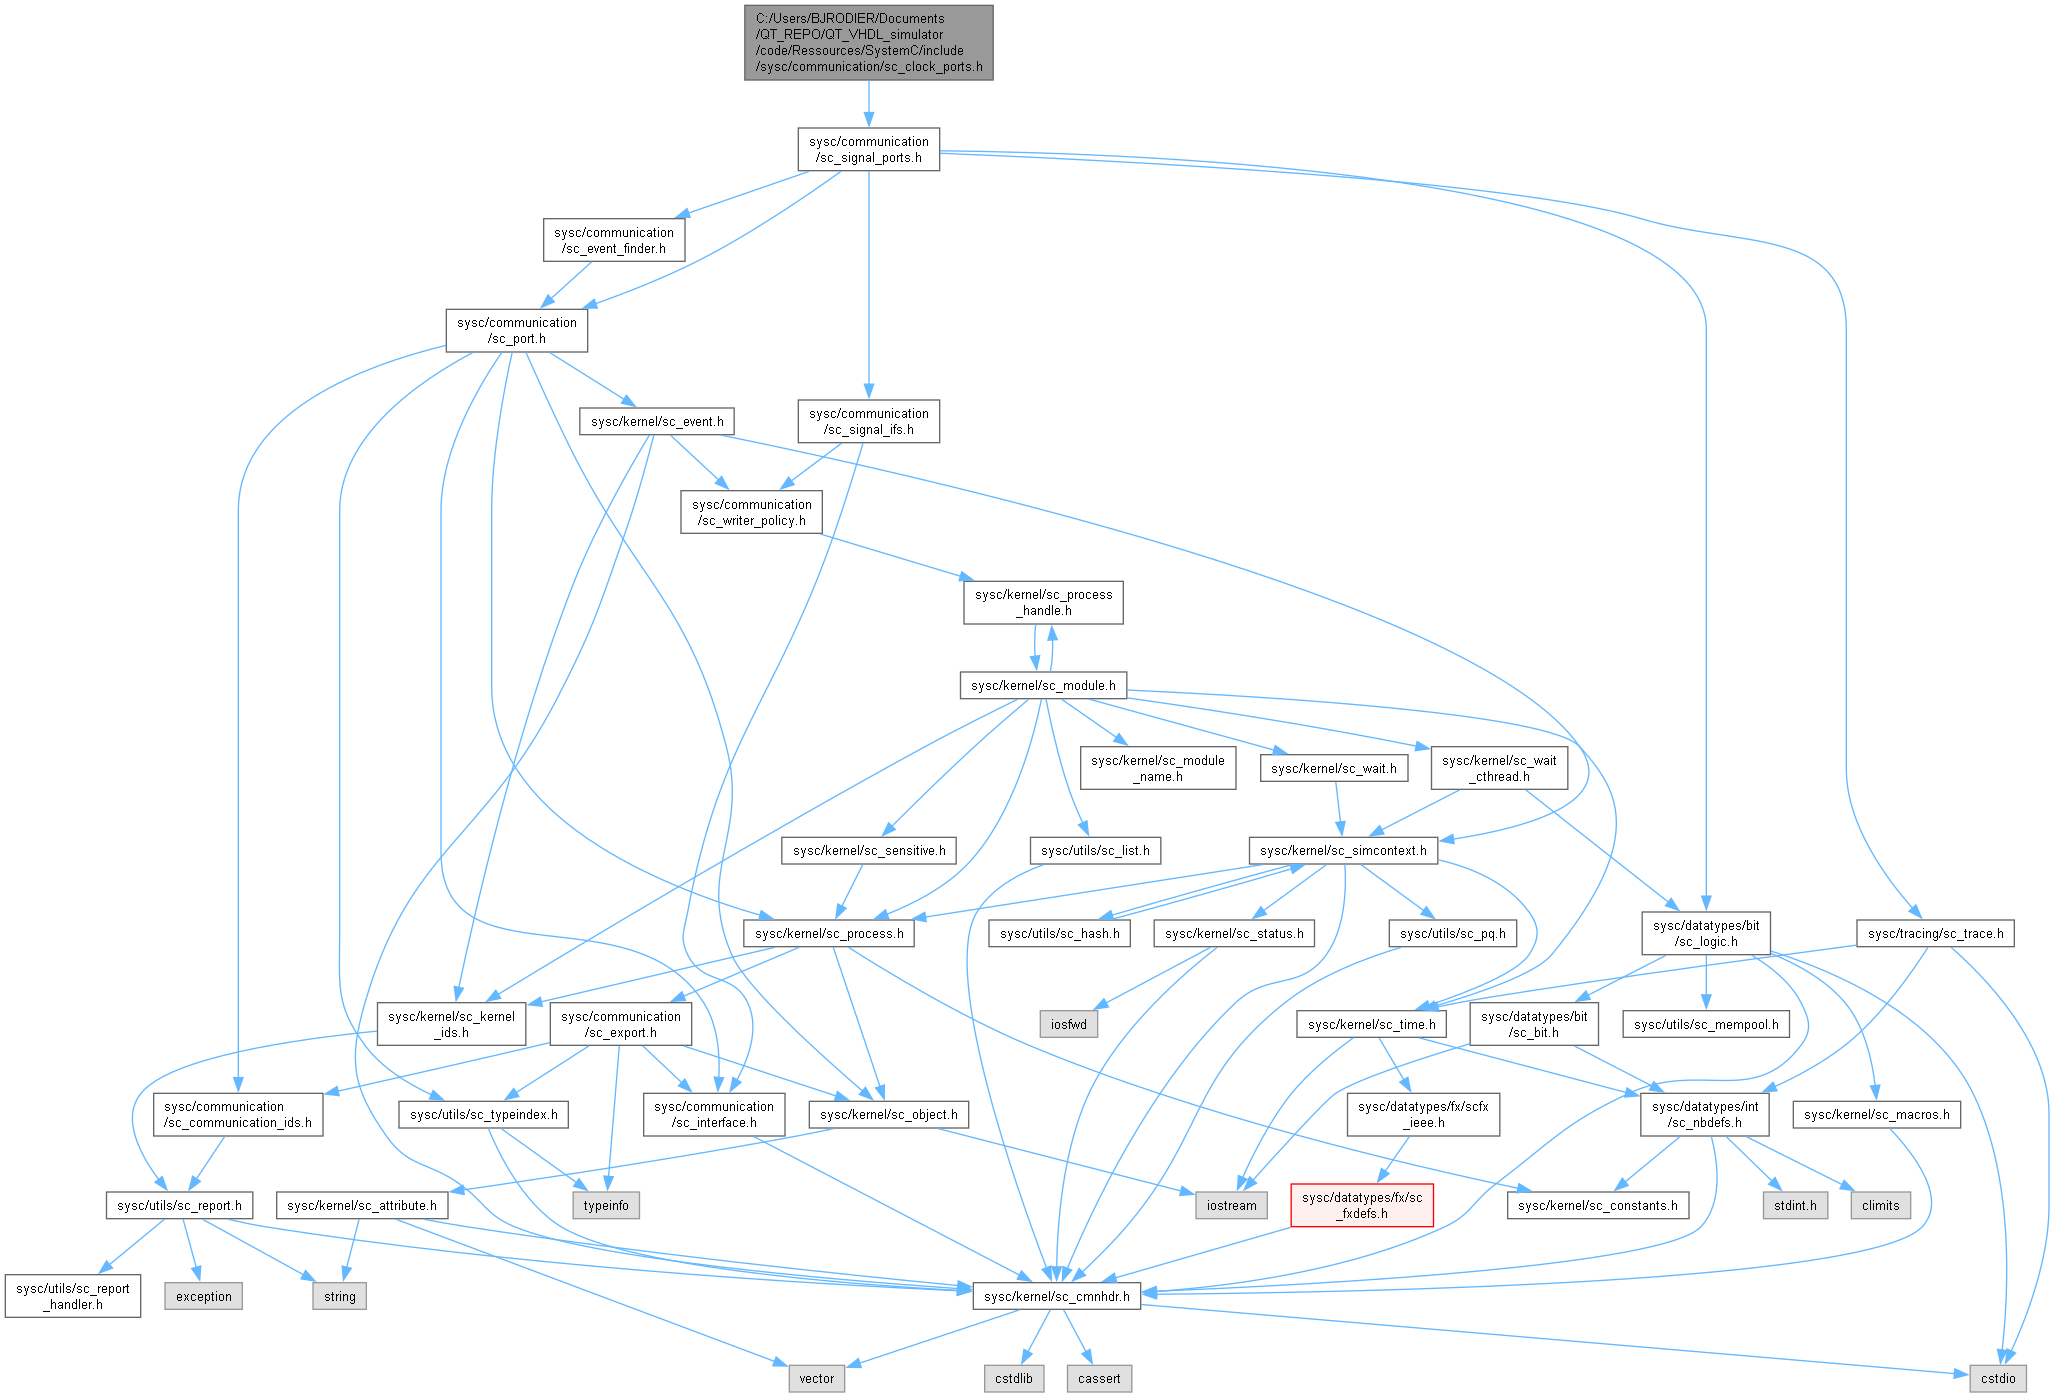 C:/Users/BJRODIER/Documents
/QT_REPO/QT_VHDL_simulator
/code/Ressources/SystemC/include
/sysc/communication/sc_clock_ports.h
sysc/communication
/sc_signal_ports.h
sysc/communication
/sc_event_finder.h
sysc/communication
/sc_port.h
sysc/kernel/sc_event.h
sysc/communication
/sc_signal_ifs.h
sysc/communication
/sc_writer_policy.h
sysc/kernel/sc_process
_handle.h
sysc/kernel/sc_module.h
sysc/kernel/sc_module
_name.h
sysc/kernel/sc_wait.h
sysc/kernel/sc_wait
_cthread.h
sysc/kernel/sc_sensitive.h
sysc/utils/sc_list.h
sysc/kernel/sc_simcontext.h
sysc/kernel/sc_process.h
sysc/utils/sc_hash.h
sysc/kernel/sc_status.h
sysc/utils/sc_pq.h
sysc/datatypes/bit
/sc_logic.h
sysc/tracing/sc_trace.h
sysc/kernel/sc_kernel
_ids.h
sysc/communication
/sc_export.h
iosfwd
sysc/kernel/sc_time.h
sysc/datatypes/bit
/sc_bit.h
sysc/utils/sc_mempool.h
sysc/communication
/sc_communication_ids.h
sysc/utils/sc_typeindex.h
sysc/communication
/sc_interface.h
sysc/kernel/sc_object.h
sysc/datatypes/fx/scfx
_ieee.h
sysc/datatypes/int
/sc_nbdefs.h
sysc/kernel/sc_macros.h
sysc/utils/sc_report.h
sysc/kernel/sc_attribute.h
typeinfo
iostream
sysc/datatypes/fx/sc
_fxdefs.h
sysc/kernel/sc_constants.h
stdint.h
climits
sysc/utils/sc_report
_handler.h
exception
string
sysc/kernel/sc_cmnhdr.h
vector
cstdlib
cassert
cstdio